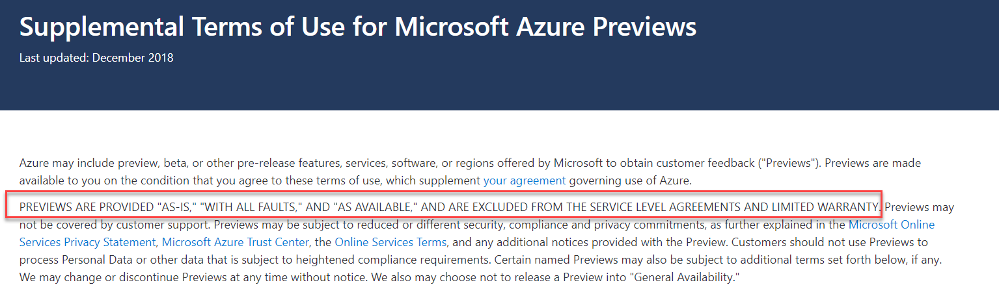 Supplemental Terms of Use for Microsoft Azure Previews
Last updated: December 2018
Azure may include preview, beta, or other pre-release features, services, software, or regions offered by Microsoft to obtain customer feedback ("Previews"). Previews are made
available to you on the condition that you agree to these terms of use, which supplement your agreement governing use of Azure.
PREVIEWS ARE PROVIDED "AS-IS," "WITH ALL FAULTS," AND "AS AVAILABLE," AND ARE EXCLUDED FROM THE SERVICE LEVEL AGREEMENTS AND LIMITED WARRANTY. Previews may
not be covered by customer support. Previews may be subject to reduced or different security, compliance and privacy commitments, as further explained in the Microsoft Online
Services Privacy Statement, Microsoft Azure Trust Center, the Online Services Terms, and any additional notices provided with the Preview. Customers should not use Previews to
process Personal Data or other data that is subject to heightened compliance requirements. Certain named Previews may also be subject to additional terms set forth below, if any.
We may change or discontinue Previews at any time without notice. We also may choose not to release a Preview into "General Availability."